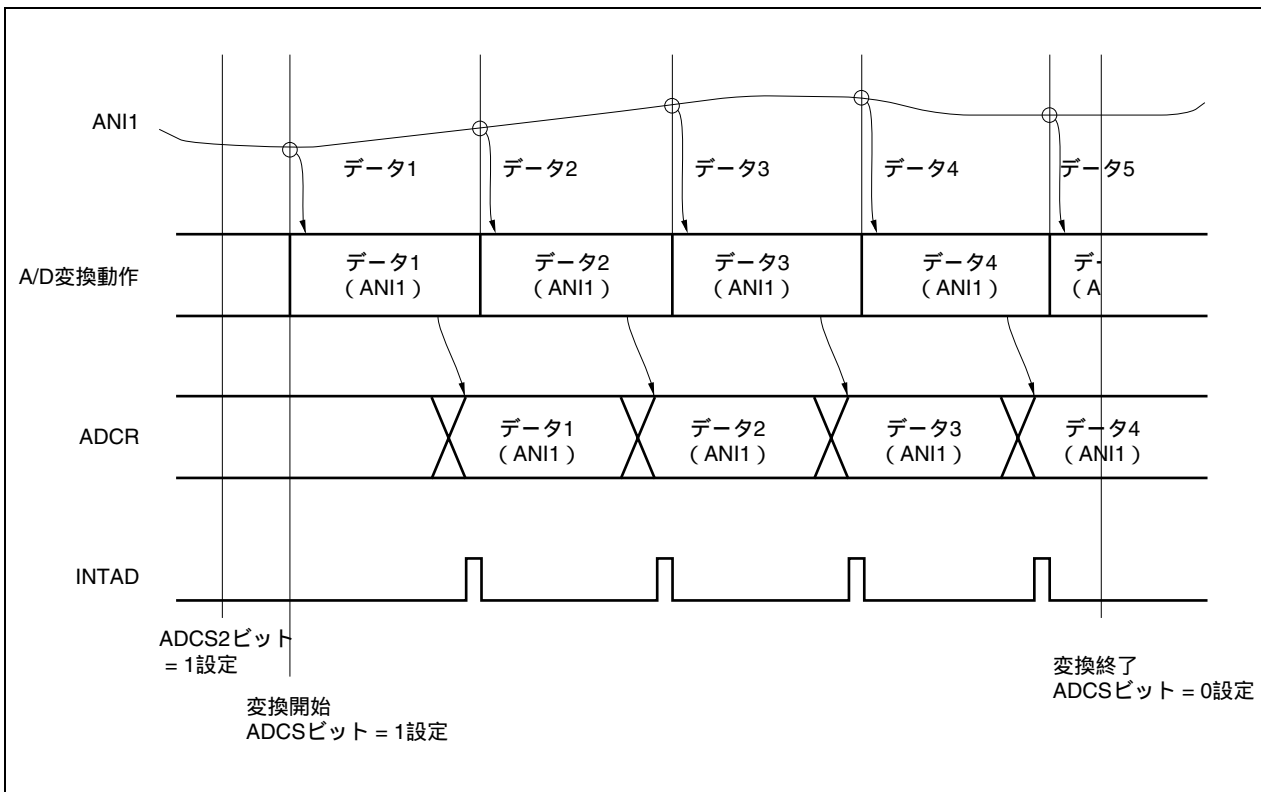 ANI1
データ1
データ2
データ3
データ4
データ5
A/D変換動作
データ1
（ANI1）
データ2
（ANI1）
データ3
（ANI1）
データ4
（ANI1）
デー
（A
ADCR
データ1
（ANI1）
データ2
（ANI1）
データ3
（ANI1）
データ4
（ANI1）
INTAD
ADCS2ビット
= 1設定
変換開始
ADCSビット = 1設定
変換終了
ADCSビット = 0設定